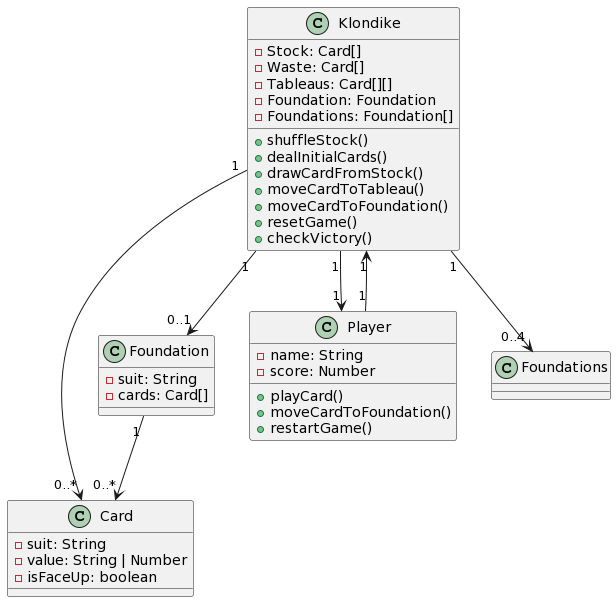 C Klondike
Stock: Card[]
Waste: Card[]
Tableaus: Card[][]
Foundation: Foundation
Foundations: Foundation[]
shuffleStock()
dealInitialCards()
drawCardFromStock()
moveCardToTableau()
moveCardToFoundation()
resetGame()
checkVictory()
1
1 1 1 1
0..1 1 1 0..4
C Foundation
suit: String
cards: Card[]
C Player
name: String
score: Number
playCard()
moveCardToFoundation()
restartGame()
C Foundations
1
0..* 0..*
C Card
suit: String
value: String | Number
isFaceUp: boolean